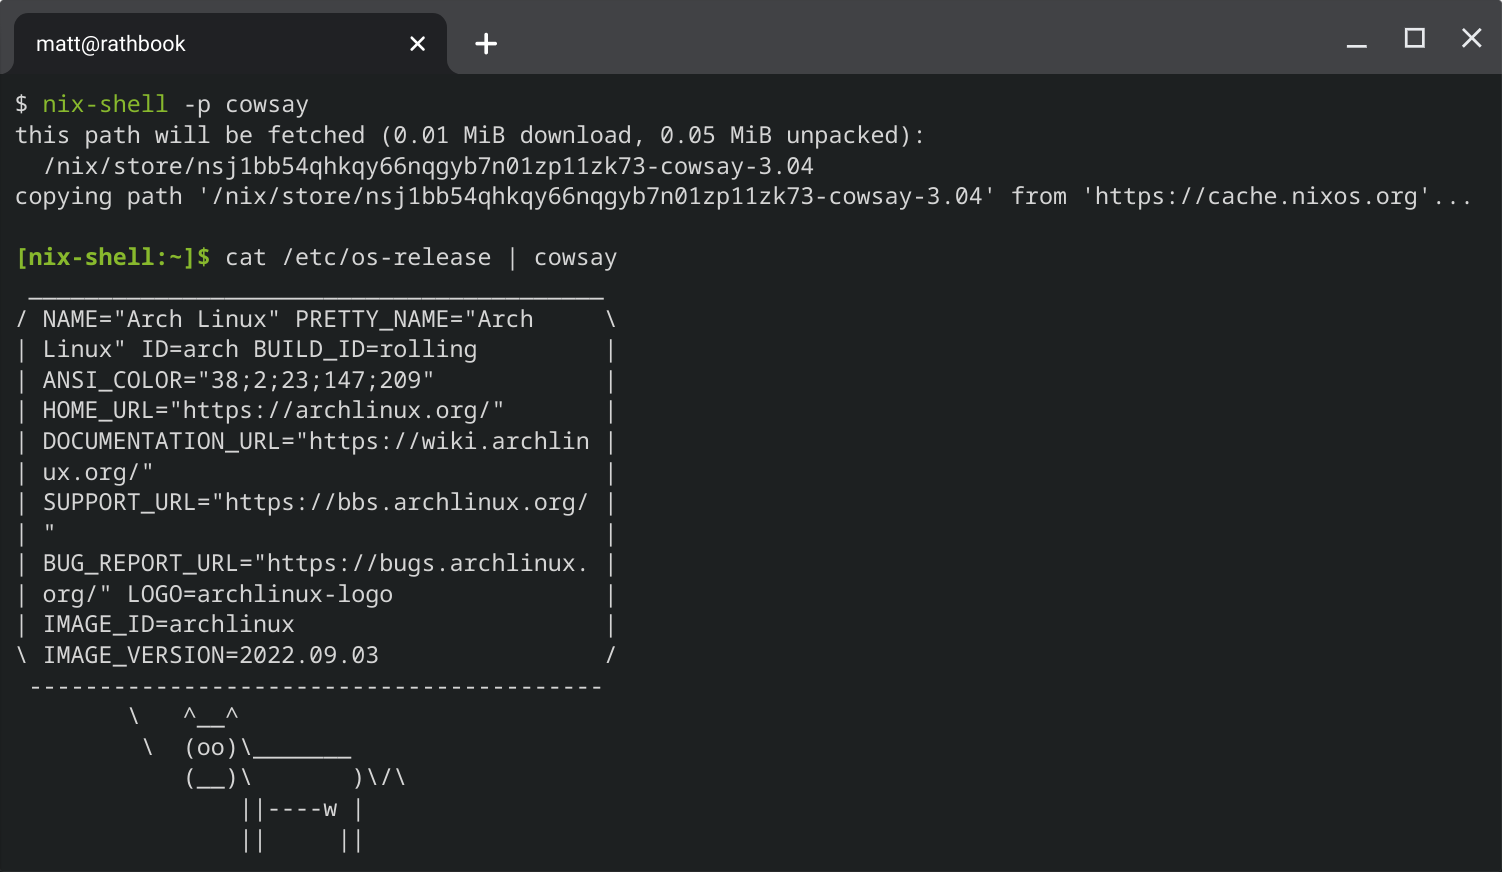 matt@rathbook
$ nix-shell -p cowsay
this path will be fetched (0.01 MiB download, 0.05 MiB unpacked):
  /nix/store/nsj1bb54qhkqy66nqgyb7n01zp11zk73-cowsay-3.04
copying path '/nix/store/nsj1bb54qhkqy66nqgyb7n01zp11zk73-cowsay-3.04' from 'https://cache.nixos.org'...

[nix-shell:~]$ cat /etc/os-release | cowsay
 _________________________________________
/ NAME="Arch Linux" PRETTY_NAME="Arch     \
| Linux" ID=arch BUILD_ID=rolling         |
| ANSI_COLOR="38;2;23;147;209"            |
| HOME_URL="https://archlinux.org/"       |
| DOCUMENTATION_URL="https://wiki.archlin |
| ux.org/"                                |
| SUPPORT_URL="https://bbs.archlinux.org/ |
| "                                       |
| BUG_REPORT_URL="https://bugs.archlinux. |
| org/" LOGO=archlinux-logo               |
| IMAGE_ID=archlinux                      |
\ IMAGE_VERSION=2022.09.03                /
 -----------------------------------------
        \   ^__^
         \  (oo)\_______
            (__)\       )\/\
                ||----w |
                ||     ||